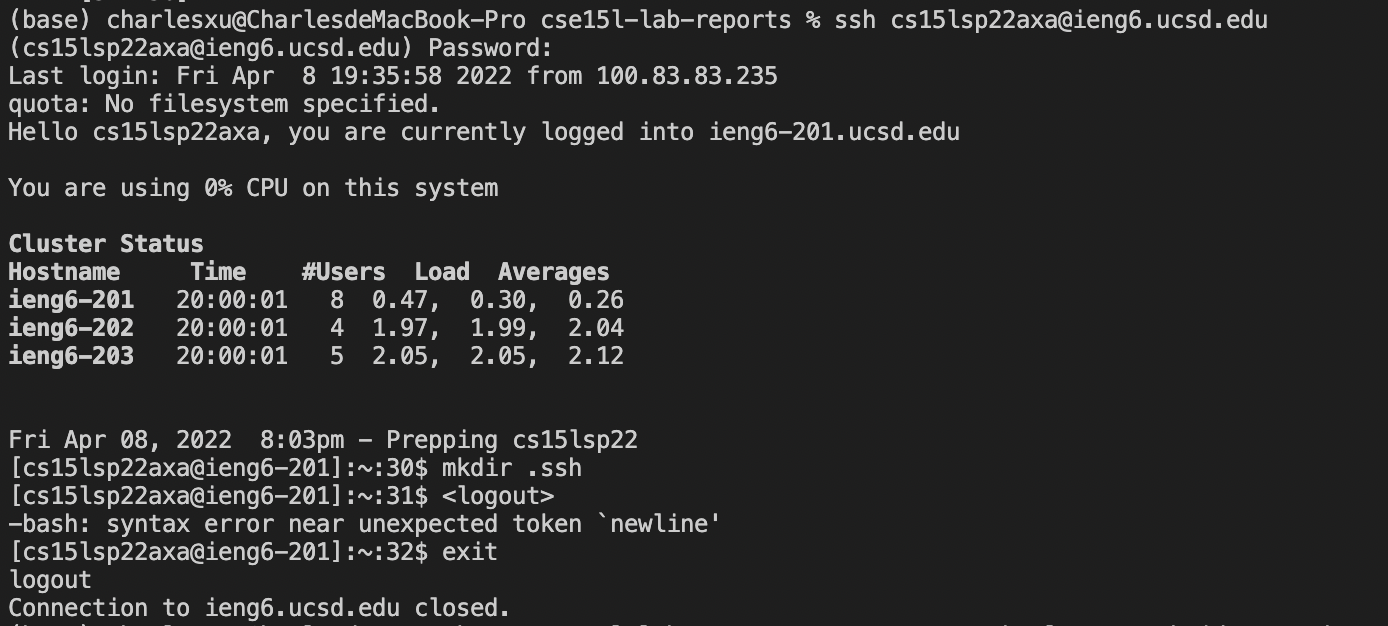 (base) charlesxu@CharlesdeMacBook-Pro cse15l-lab-reports % ssh cs15lsp22axa@ieng6.ucsd.edu
(cs15lsp22axa@ieng6.ucsd.edu) Password:
Last login: Fri Apr  8 19:35:58 2022 from 100.83.83.235
quota: No filesystem specified.
Hello cs15lsp22axa, you are currently logged into ieng6-201.ucsd.edu

You are using 0% CPU on this system

Cluster Status
Hostname     Time    #Users  Load  Averages
ieng6-201   20:00:01   8  0.47,  0.30,  0.26
ieng6-202   20:00:01   4  1.97,  1.99,  2.04
ieng6-203   20:00:01   5  2.05,  2.05,  2.12

Fri Apr 08, 2022  8:03pm - Prepping cs15lsp22
[cs15lsp22axa@ieng6-201]:~:30$ mkdir .ssh
[cs15lsp22axa@ieng6-201]:~:31$ <logout>
-bash: syntax error near unexpected token `newline'
[cs15lsp22axa@ieng6-201]:~:32$ exit
logout
Connection to ieng6.ucsd.edu closed.